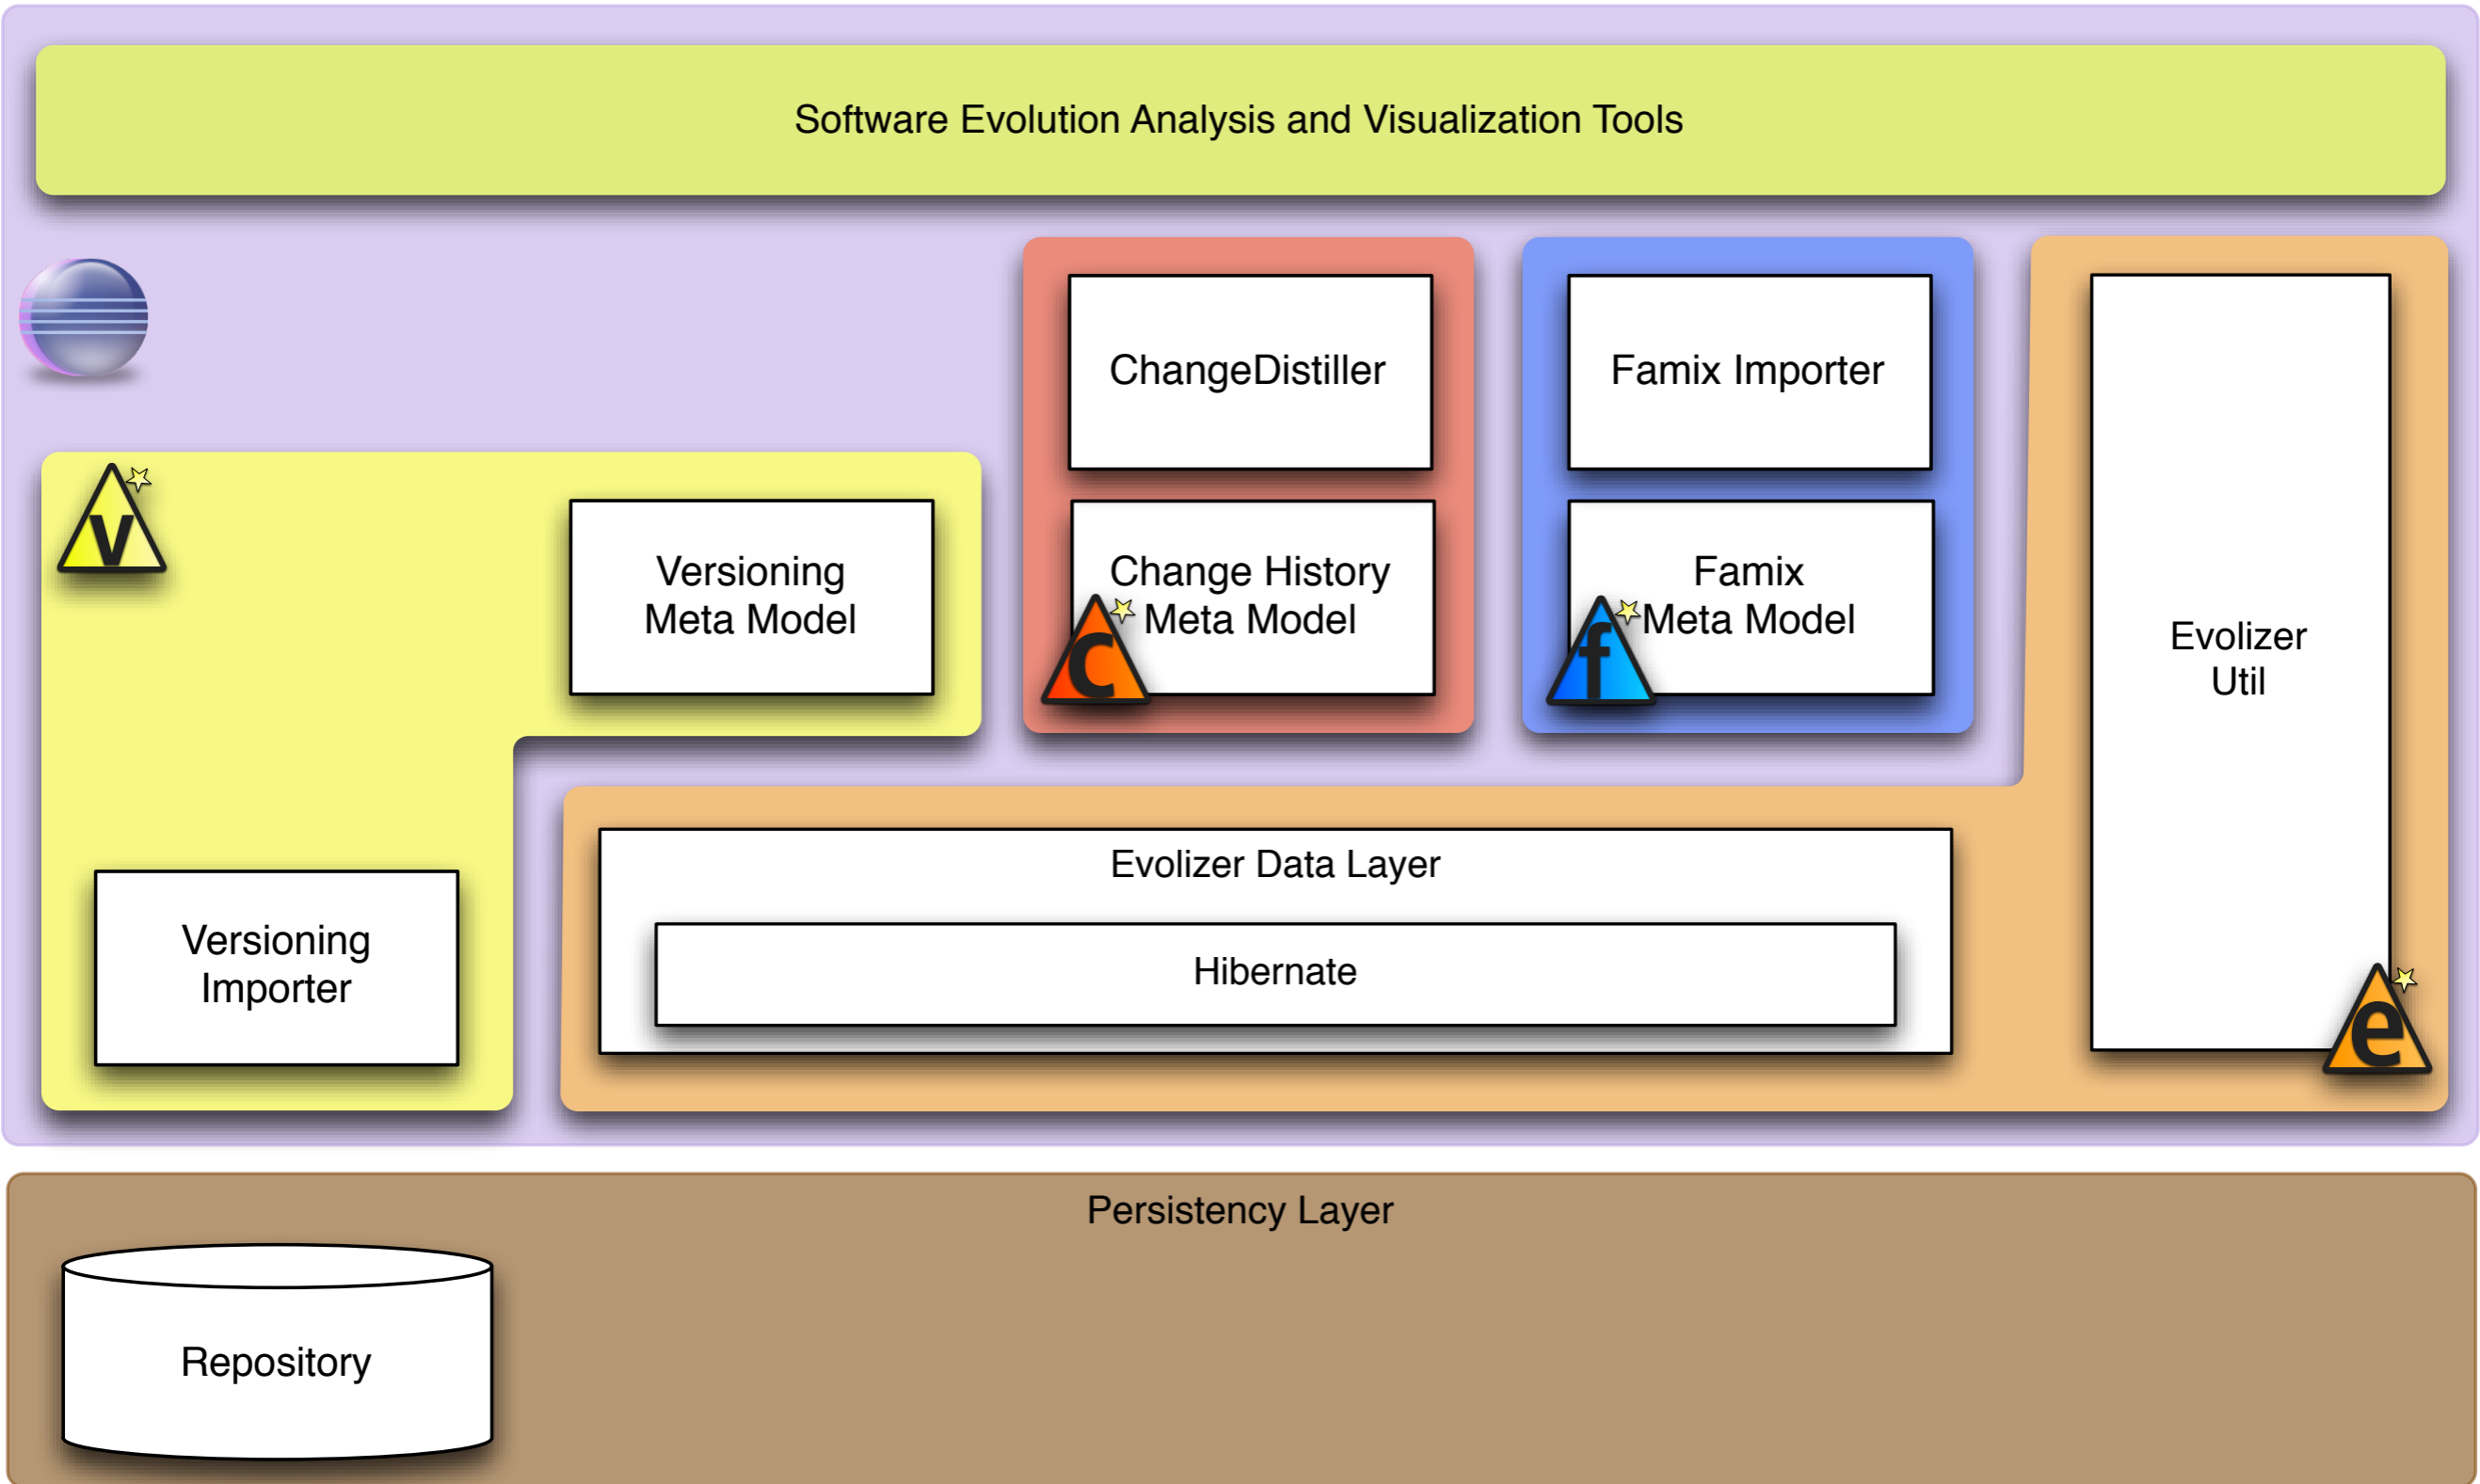 Software Evolution Analysis and Visualization Tools
ChangeDistiller
Famix Importer
v
Versioning
Meta Model
Change History
Meta Model
c
Famix
Meta Model
f
Evolizer
Util
Evolizer Data Layer
Hibernate
Versioning
Importer
e
Persistency Layer
Repository